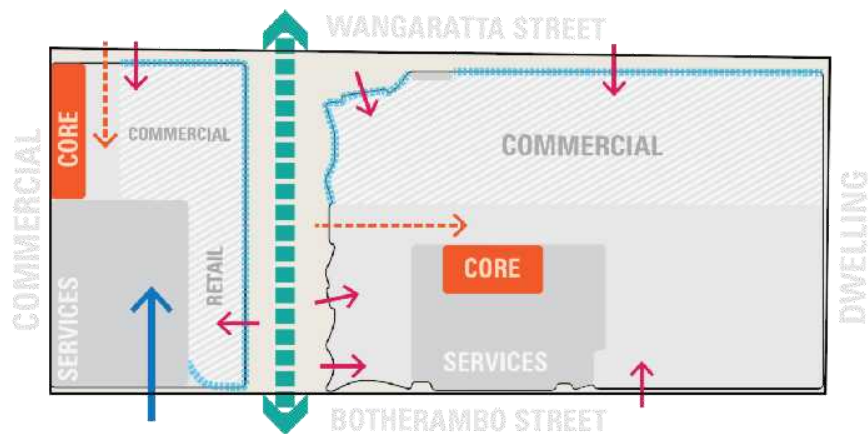 WANGARATTA STREET
COMMERCIAL
CORE
COMMERCIAL
RETAIL
SERVICES
COMMERCIAL
CORE
SERVICES
DWELLING
BOTHERAMBO STREET